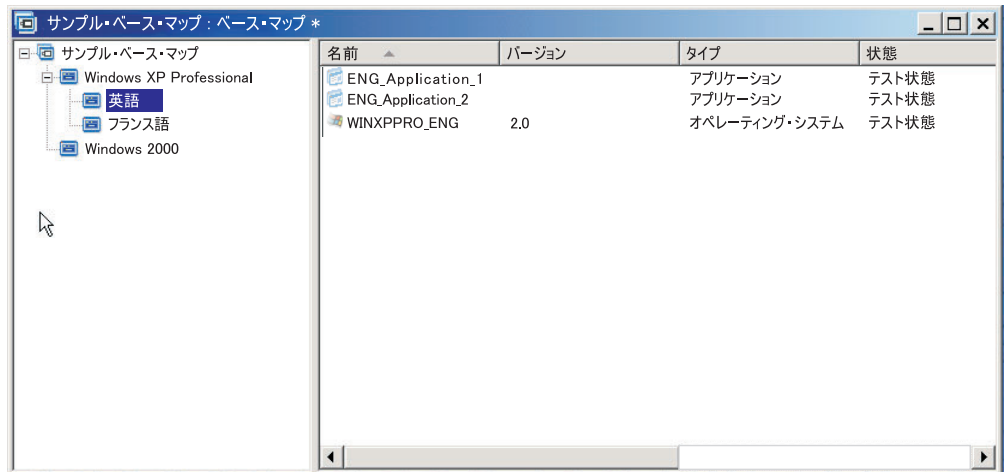 サンプル・ベース・マップ : ベース・マップ *
サンプル・ベース・マップ
Windows XP Professional
英語
フランス語
Windows 2000
名前 バージョン タイプ 状態
ENG_Application_1 アプリケーション テスト状態
ENG_Application_2 アプリケーション テスト状態
WINXPPRO_ENG 2.0 オペレーティング・システム テスト状態